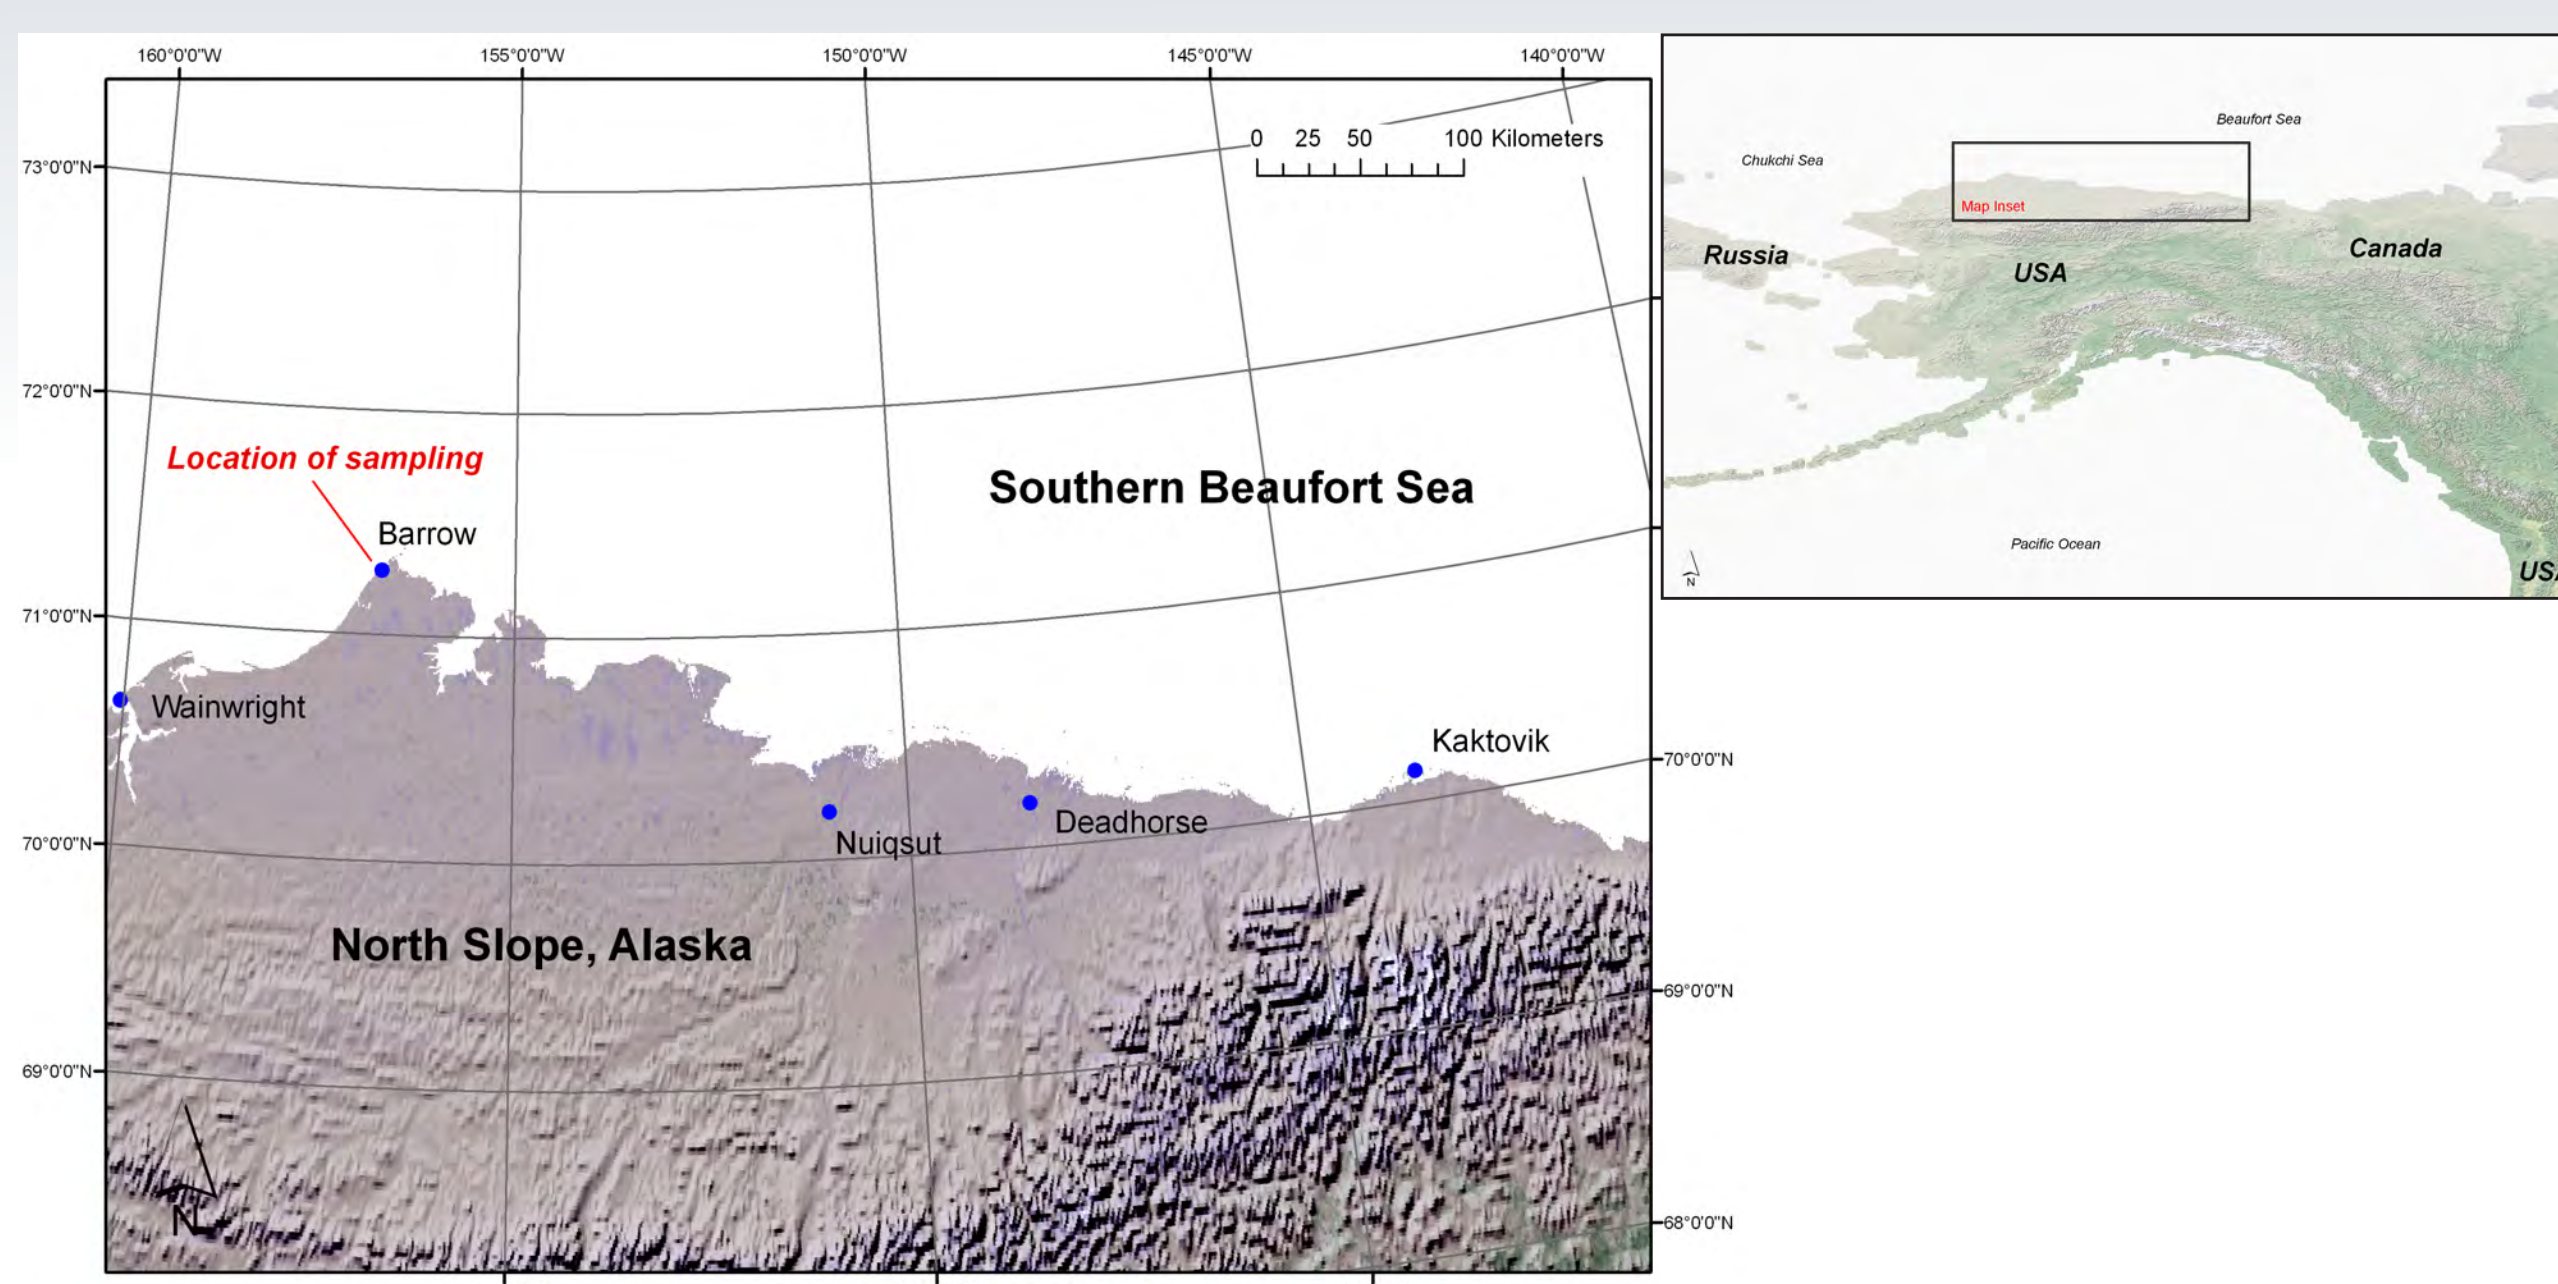 160°0'0"W
155°0'0"W
150°0'0"W
145°0'0"W
140°0'0"W
73°0'0"N
72°0'0"N
71°0'0"N
70°0'0"N
69°0'0"N
0 25 50 100 Kilometers
Location of sampling
Barrow
Southern Beaufort Sea
Wainwright
Kaktovik
Nuiqsut
Deadhorse
North Slope, Alaska
N
70°0'0"N
69°0'0"N
68°0'0"N
Beaufort Sea
Chukchi Sea
Map Inset
Russia
USA
Canada
Pacific Ocean
N